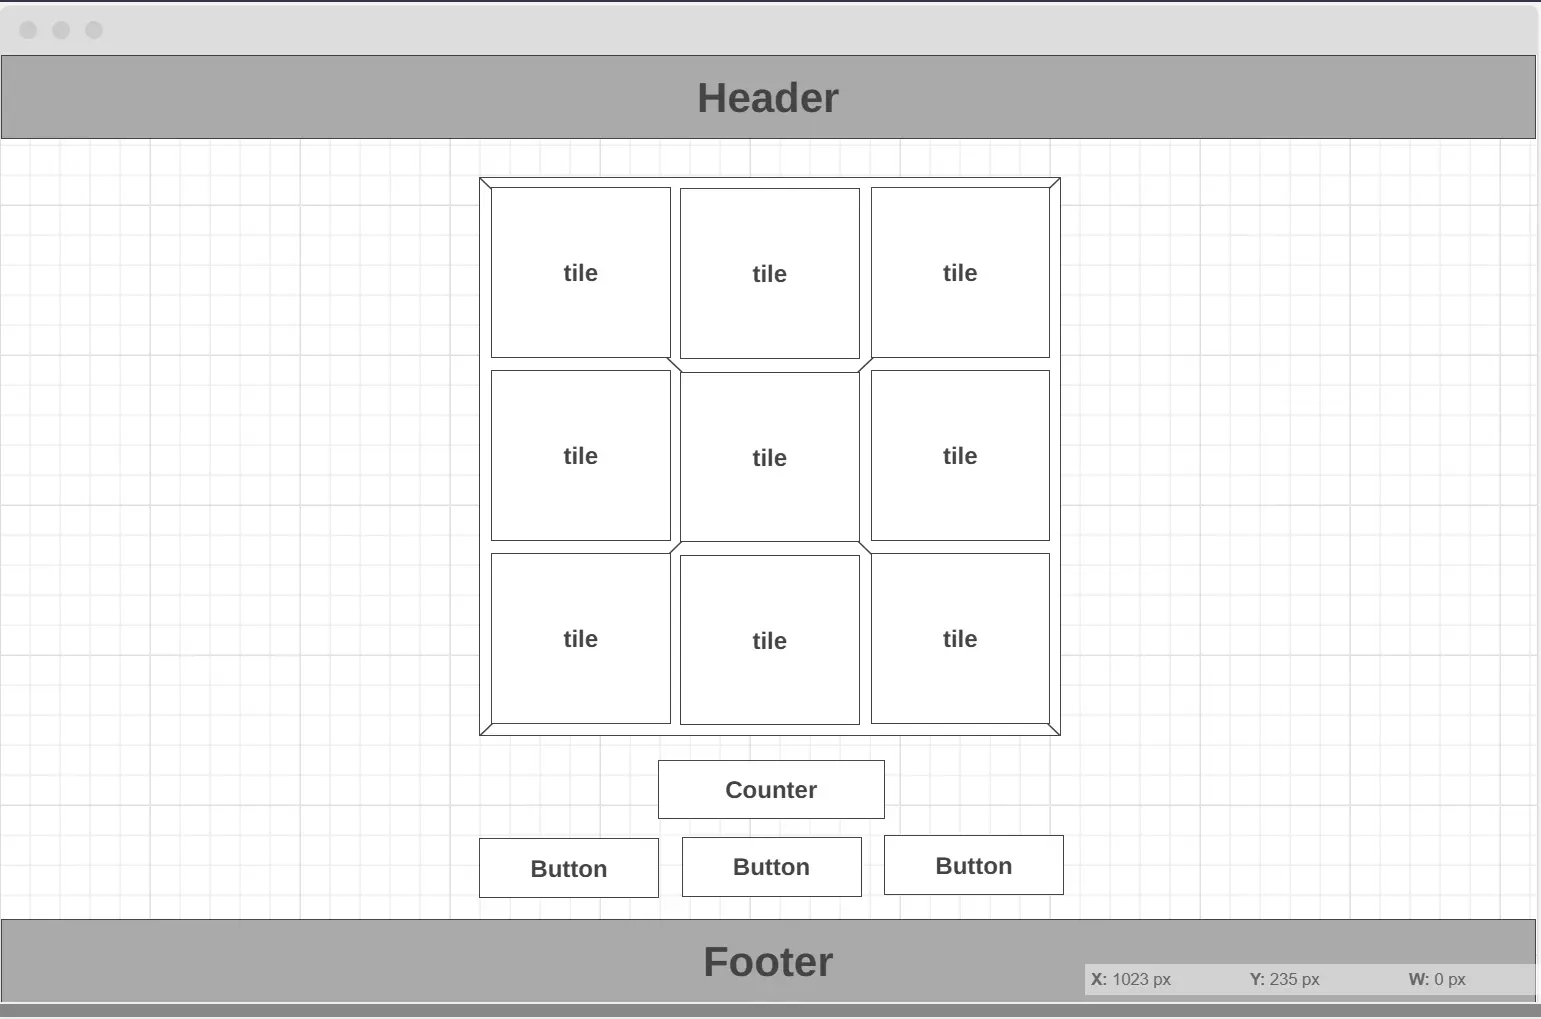 Header
tile tile tile
tile tile tile
tile tile tile
Counter
Button Button Button
Footer
X: 1023 px Y: 235 px W: 0 px